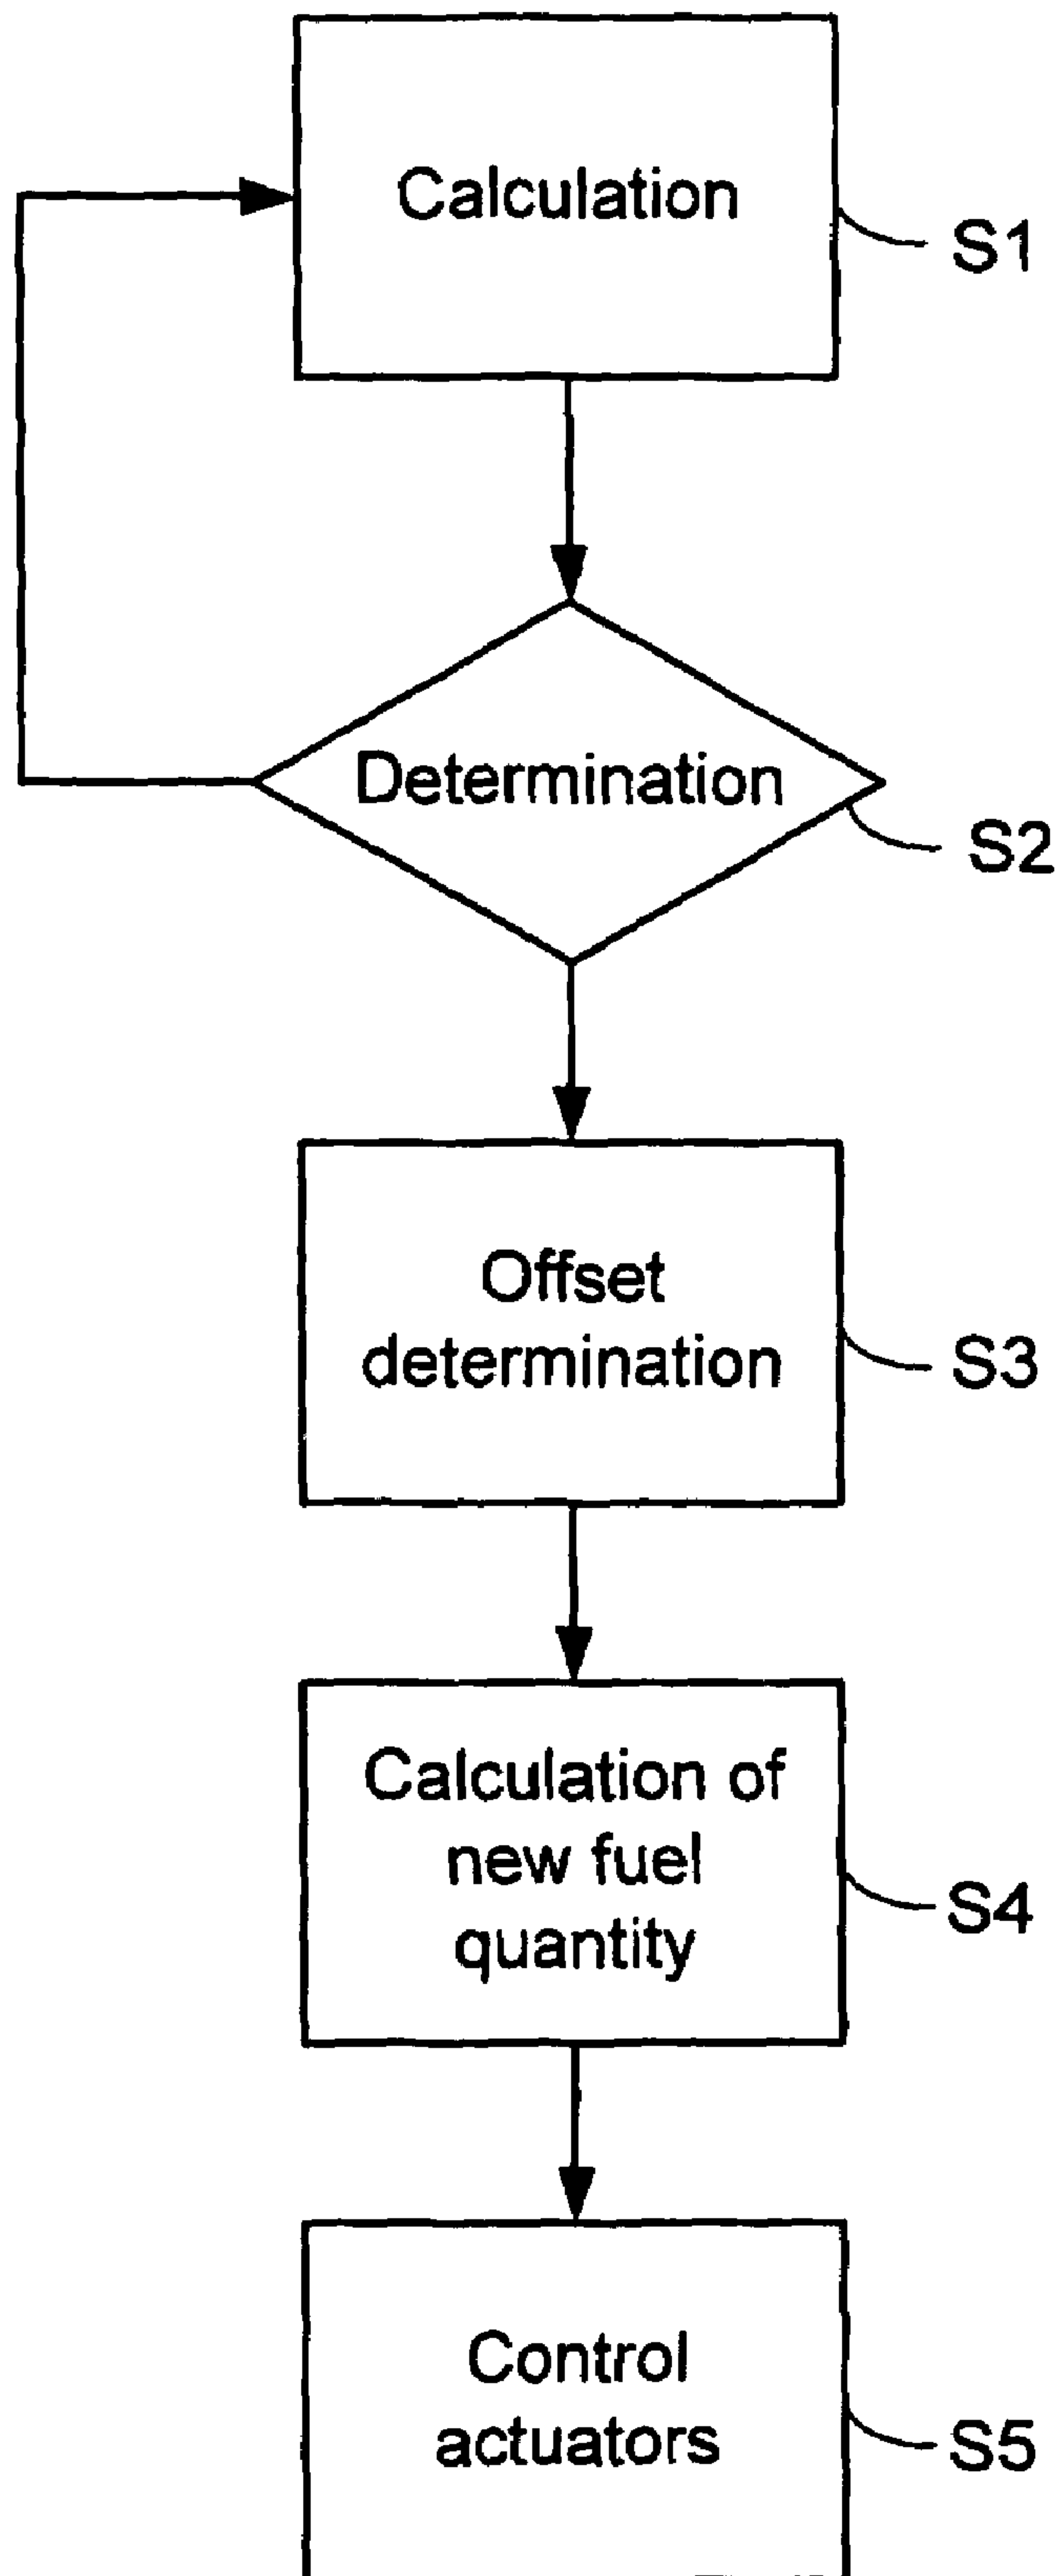 Calculation
S1
Determination
S2
Offset
determination
S3
Calculation of
new fuel
quantity
S4
Control
actuators
S5